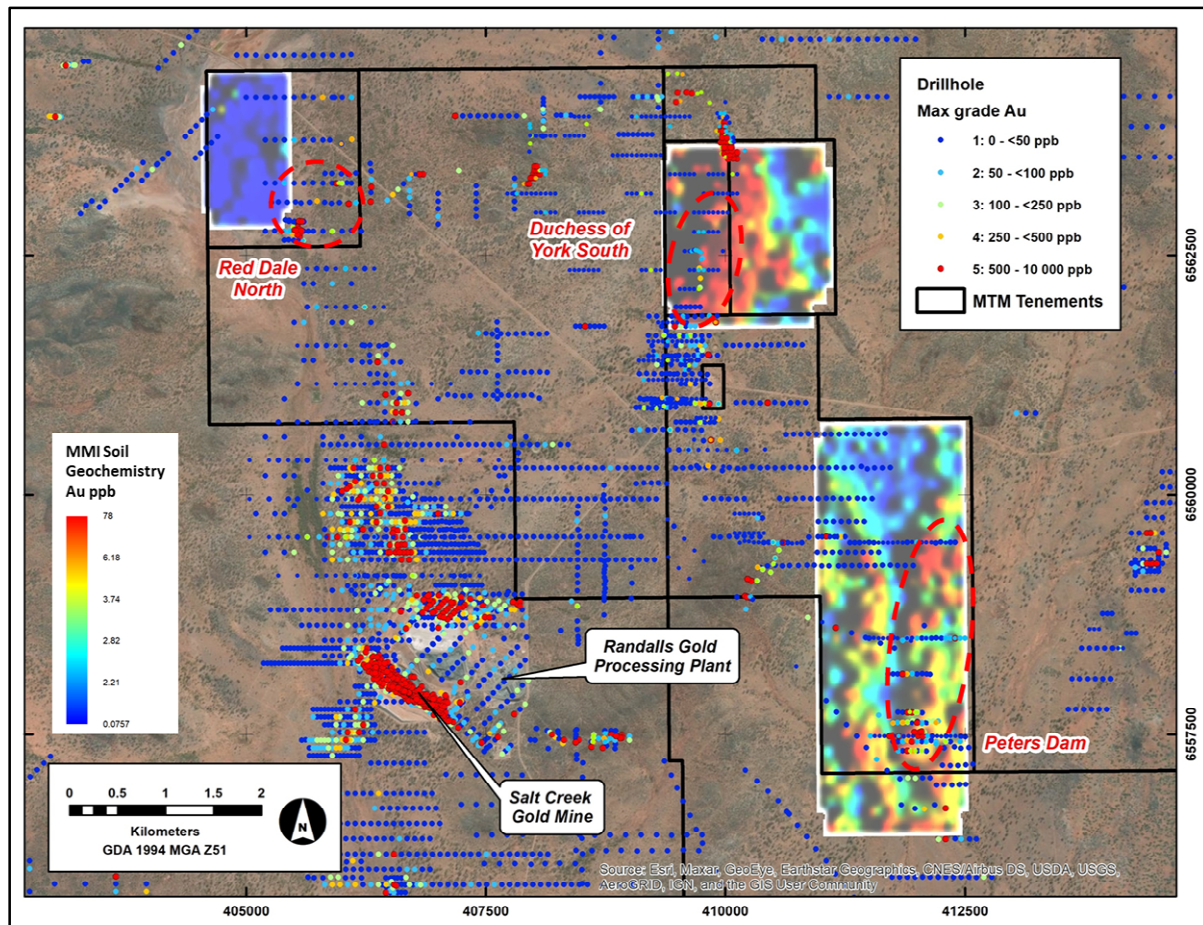 Drillhole
Max grade Au
1: 0 - <50 ppb
2: 50 - <100 ppb
3: 100 - <250 ppb
4: 250 - <500 ppb
5: 500 - 10 000 ppb
MTM Tenements
Red Dale
North
Duchess of
York South
6562500
6560000
6557500
MMI Soil
Geochemistry
Au ppb
78
6.18
3.74
2.82
2.21
0.0757
Randalls Gold
Processing Plant
Peters Dam
Salt Creek
Gold Mine
0 0.5 1 1.5 2
Kilometers
GDA 1994 MGA Z51
N
Source: Esri, Maxar, GeoEye, Earthstar Geographics, CNES/Airbus DS, USDA, USGS,
AeroGRID, IGN, and the GIS User Community
405000 407500 410000 412500